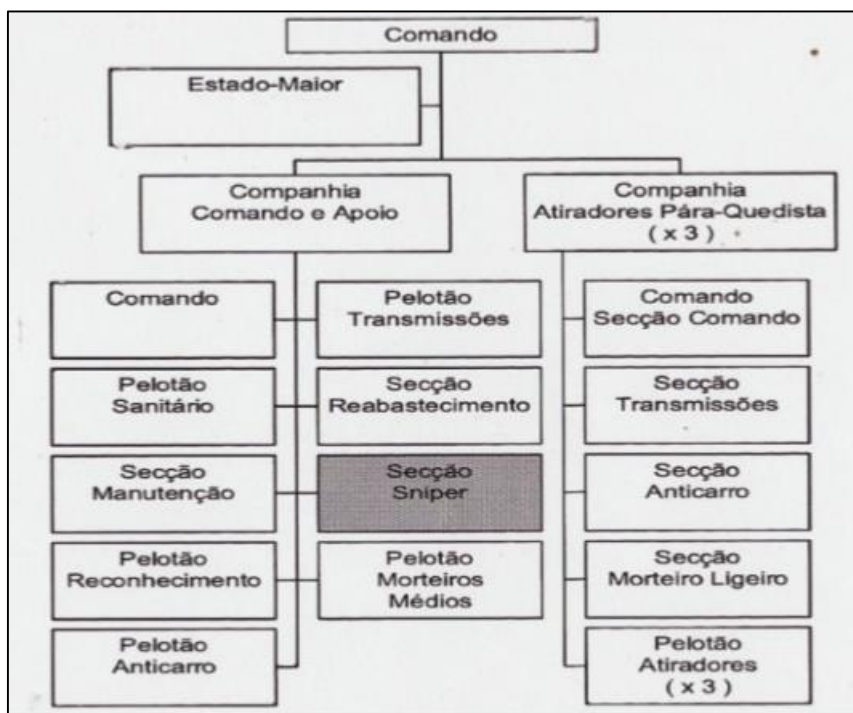 Comando
Estado-Maior
Companhia
Comando e Apoio
Companhia
Atiradores Pára-Quedista
( x 3 )
Comando
Pelotão
Transmissões
Comando
Secção Comando
Pelotão
Sanitário
Secção
Reabastecimento
Secção
Transmissões
Secção
Manutenção
Secção
Sniper
Secção
Anticarro
Pelotão
Reconhecimento
Pelotão
Morteiros
Médios
Secção
Morteiro Ligeiro
Pelotão
Anticarro
Pelotão
Atiradores
( x 3 )